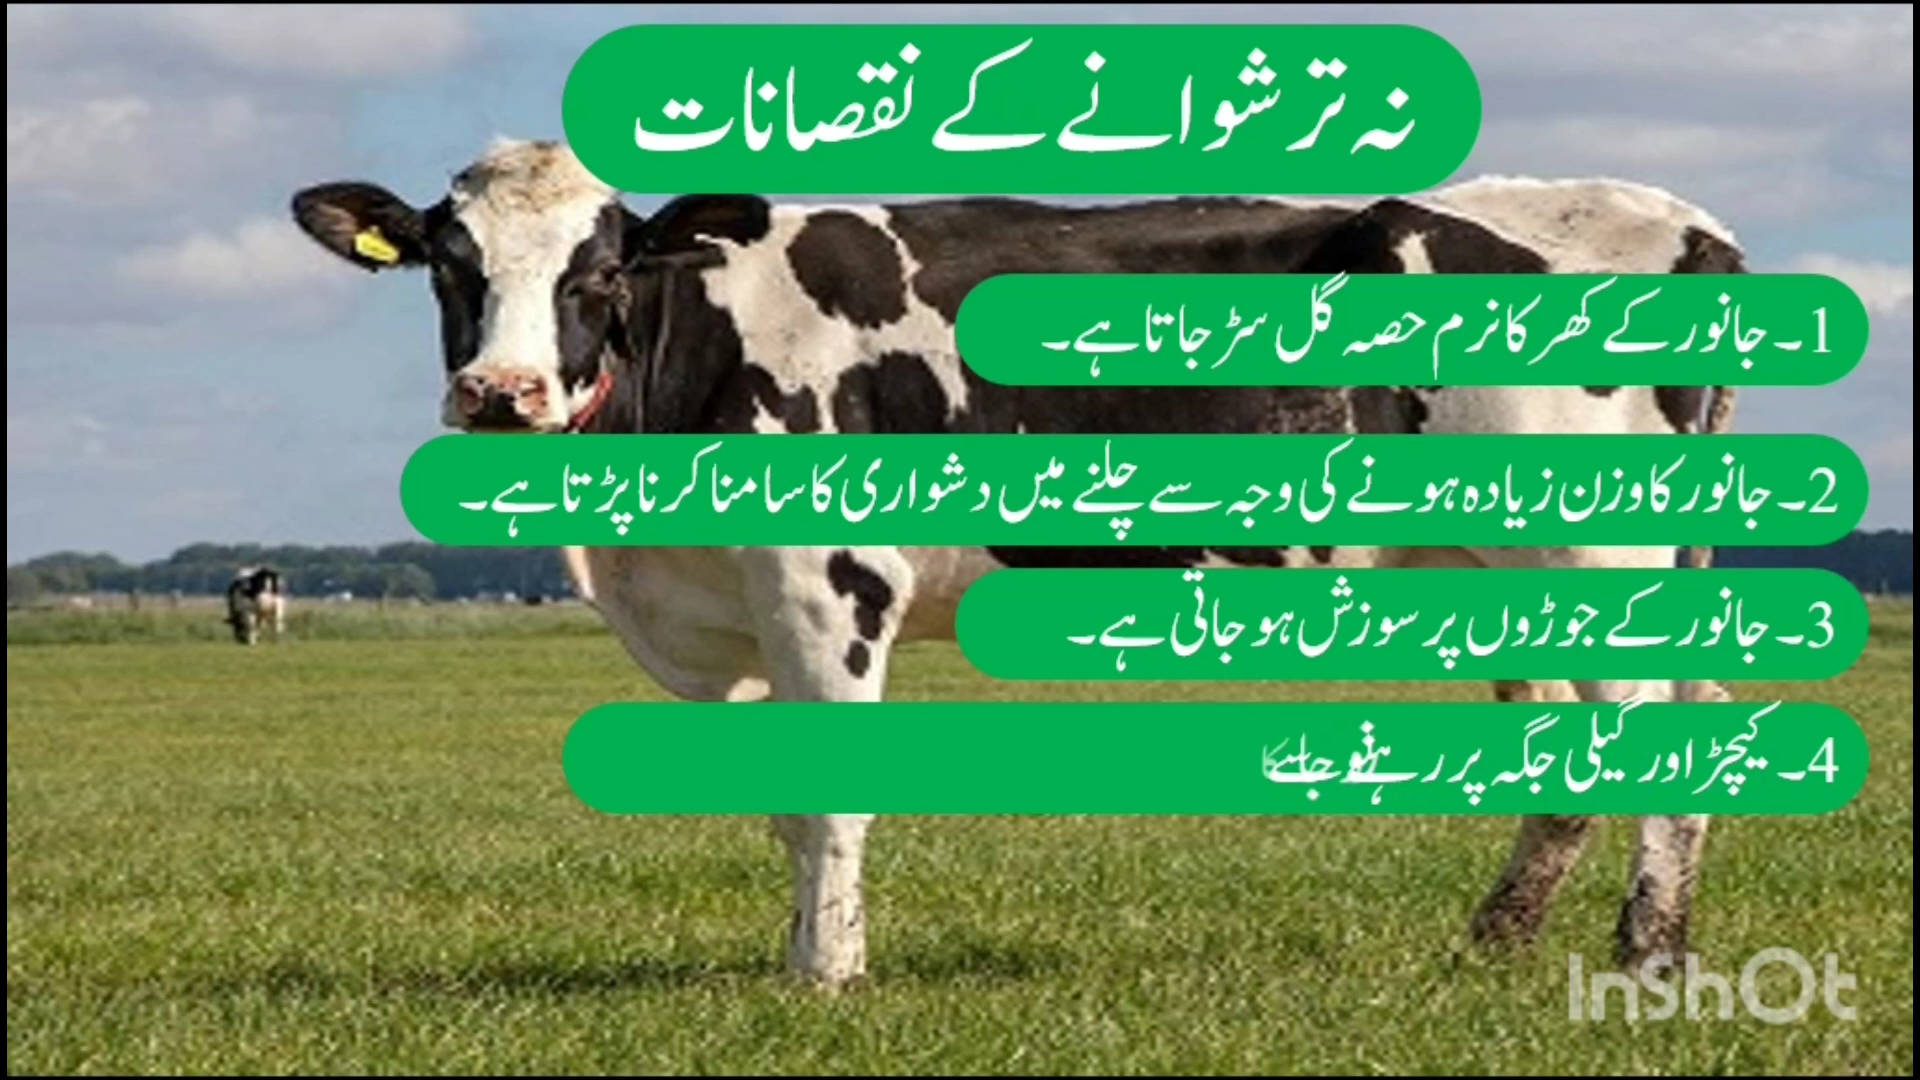 نہ ترشوانے کے نقصانات
1۔ جانور کے کھر کا نرم حصہ گل سڑ جاتا ہے۔
2۔ جانور کا وزن زیادہ ہونے کی وجہ سے چلنے میں دشواری کا سامنا کرنا پڑتا ہے۔
3۔ جانور کے جوڑوں پر سوزش ہو جاتی ہے۔
4۔ کیچڑ اور گیلی جگہ پر
InShOt